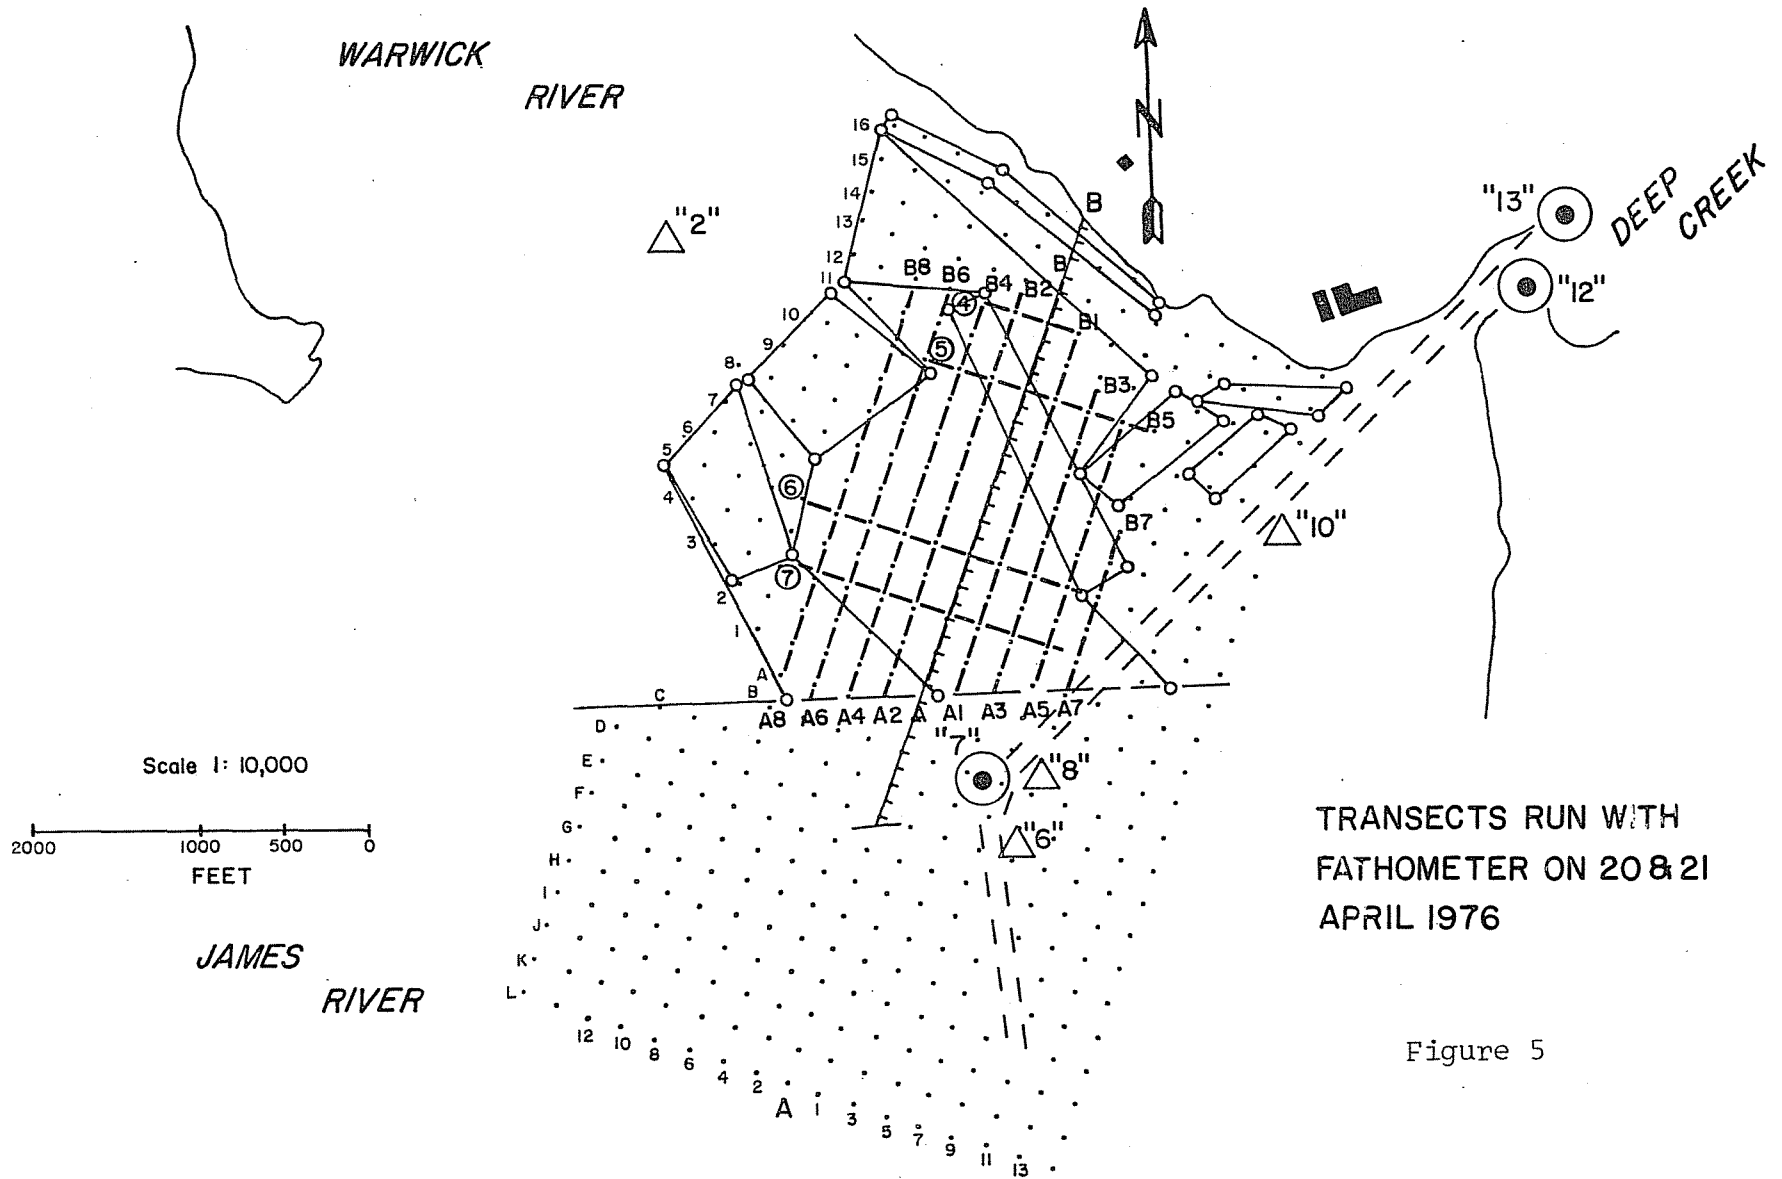 WARWICK
RIVER
N
DEEP
CREEK
"13"
"12"
"2"
"10"
16
15
14
13
12
11
10
9
8
7
6
5
4
3
2
1
A
B
C
D
E
F
G
H
I
J
K
L
B
B
B8
B6
B4
B2
B1
B3
B5
B7
4
5
6
7
A8 A6 A4 A2 A A1 A3 A5 A7
"7"
"8"
"6"
Scale 1: 10,000
2000 1000 500 0
FEET
JAMES
RIVER
12 10 8 6 4 2 A 1 3 5 7 9 11 13
TRANSECTS RUN WITH
FATHOMETER ON 20 & 21
APRIL 1976
Figure 5